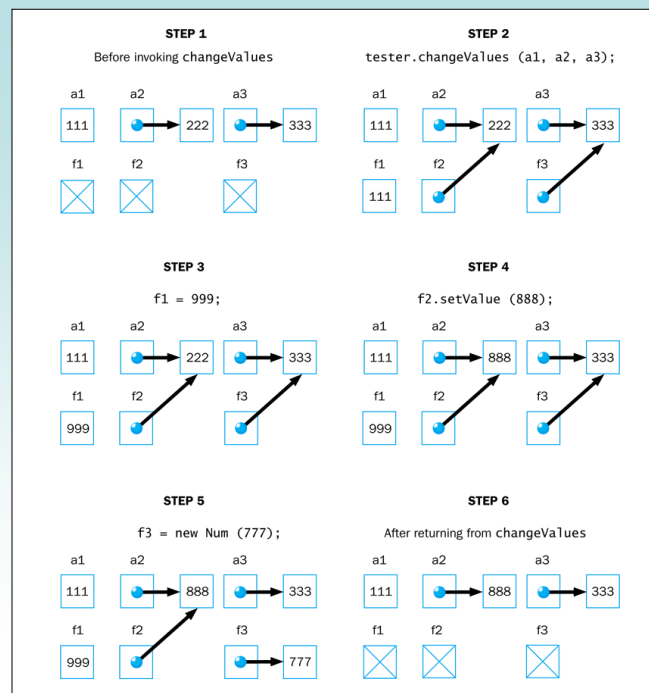 STEP 1
Before invoking changeValues
a1 a2 a3
111 222 333
f1 f2 f3
STEP 2
tester.changeValues (a1, a2, a3);
a1 a2 a3
111 222 333
f1 f2 f3
111
STEP 3
f1 = 999;
a1 a2 a3
111 222 333
f1 f2 f3
999
STEP 4
f2.setValue (888);
a1 a2 a3
111 888 333
f1 f2 f3
999
STEP 5
f3 = new Num (777);
a1 a2 a3
111 888 333
f1 f2 f3
999 777
STEP 6
After returning from changeValues
a1 a2 a3
111 888 333
f1 f2 f3